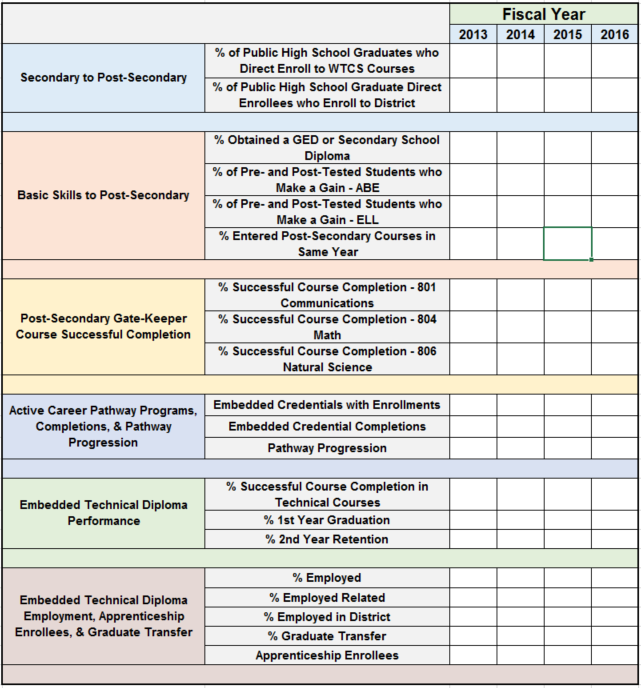 Fiscal Year
2013 2014 2015 2016
Secondary to Post-Secondary
% of Public High School Graduates who
Direct Enroll to WTCS Courses
% of Public High School Graduate Direct
Enrollees who Enroll to District
Basic Skills to Post-Secondary
% Obtained a GED or Secondary School
Diploma
% of Pre- and Post-Tested Students who
Make a Gain - ABE
% of Pre- and Post-Tested Students who
Make a Gain - ELL
% Entered Post-Secondary Courses in
Same Year
Post-Secondary Gate-Keeper
Course Successful Completion
% Successful Course Completion - 801
Communications
% Successful Course Completion - 804
Math
% Successful Course Completion - 806
Natural Science
Active Career Pathway Programs,
Completions, & Pathway
Progression
Embedded Credentials with Enrollments
Embedded Credential Completions
Pathway Progression
Embedded Technical Diploma
Performance
% Successful Course Completion in
Technical Courses
% 1st Year Graduation
% 2nd Year Retention
Embedded Technical Diploma
Employment, Apprenticeship
Enrollees, & Graduate Transfer
% Employed
% Employed Related
% Employed in District
% Graduate Transfer
Apprenticeship Enrollees